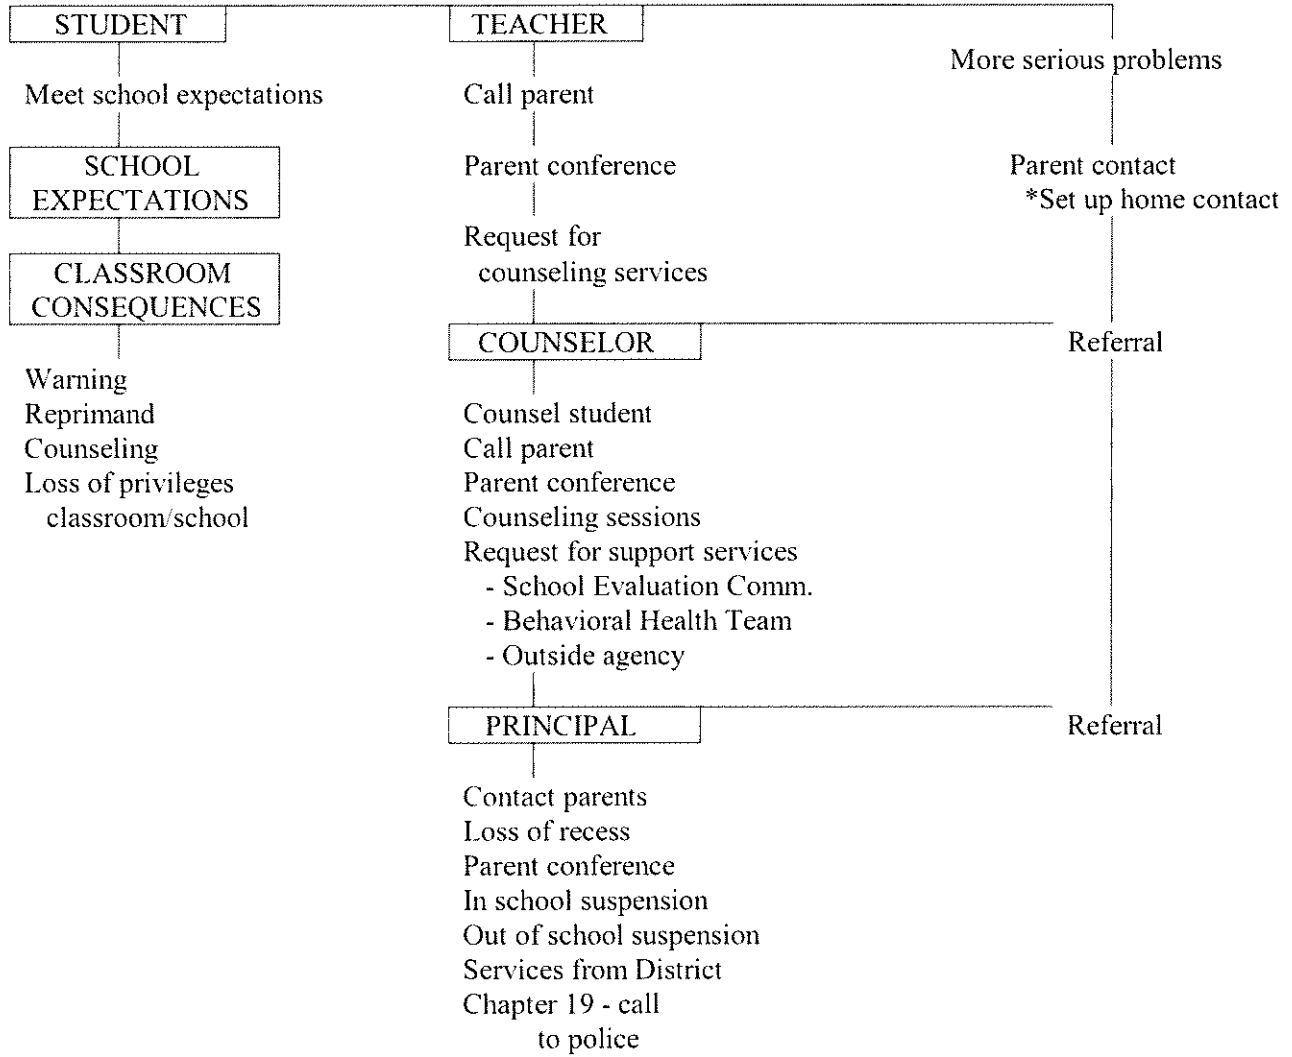 STUDENT
Meet school expectations
SCHOOL
EXPECTATIONS
CLASSROOM
CONSEQUENCES
Warning
Reprimand
Counseling
Loss of privileges
classroom/school
TEACHER
Call parent
Parent conference
Request for
counseling services
COUNSELOR
Counsel student
Call parent
Parent conference
Counseling sessions
Request for support services
- School Evaluation Comm.
- Behavioral Health Team
- Outside agency
PRINCIPAL
Contact parents
Loss of recess
Parent conference
In school suspension
Out of school suspension
Services from District
Chapter 19 - call
to police
More serious problems
Parent contact
*Set up home contact
Referral
Referral